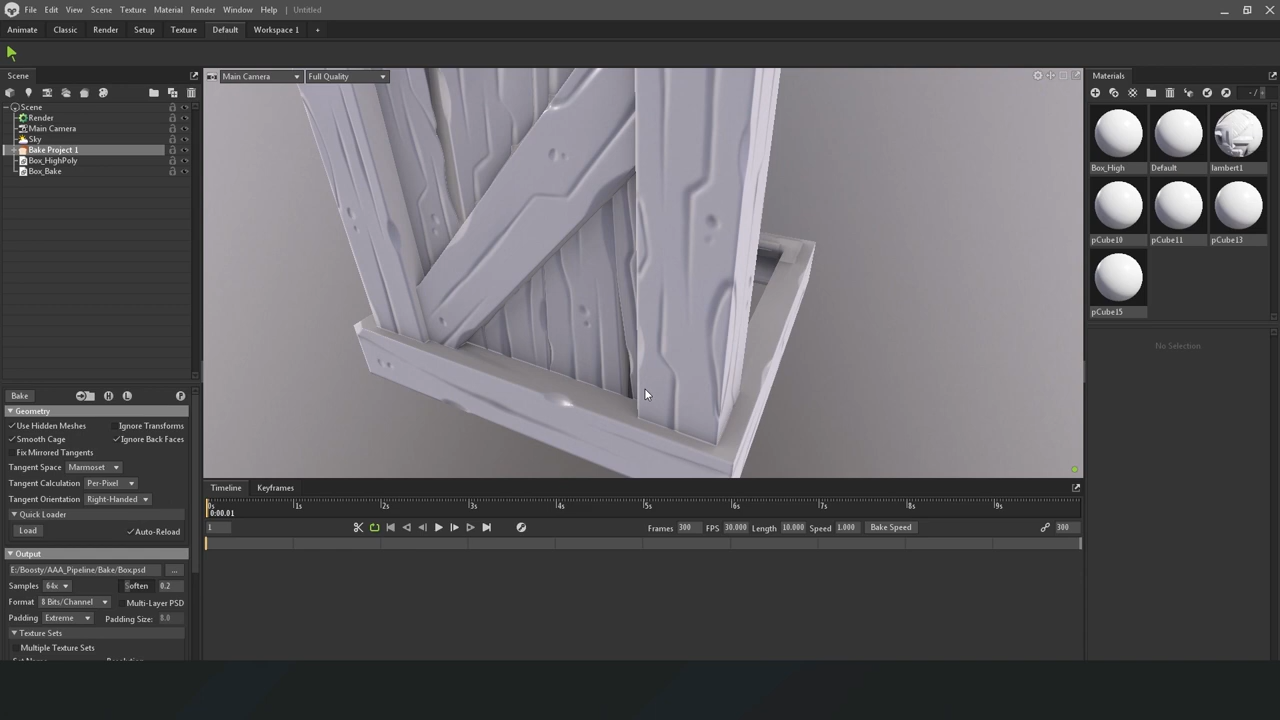 File Edit View Scene Texture Material Render Window Help Untitled
Animate Classic Render Setup Texture Default Workspace 1 +
Scene
Main Camera Full Quality
Materials
Scene
Render
Main Camera
Sky
Bake Project 1
Box_HighPoly
Box_Bake
Box_High Default lambert1
pCube10 pCube11 pCube13
pCube15
No Selection
Bake H L P
Geometry
Use Hidden Meshes Ignore Transforms
Smooth Cage Ignore Back Faces
Fix Mirrored Tangents
Tangent Space Marmoset
Tangent Calculation Per-Pixel
Tangent Orientation Right-Handed
Quick Loader
Load Auto-Reload
Output
E:/Boosty/AAA_Pipeline/Bake/Box.psd ...
Samples 64x Soften 0.2
Format 8 Bits/Channel Multi-Layer PSD
Padding Extreme Padding Size: 8.0
Texture Sets
Multiple Texture Sets
Timeline Keyframes
0s 1s 2s 3s 4s 5s 6s 7s 8s 9s
0:00.01
1 Frames 300 FPS 30.000 Length 10.000 Speed 1.000 Bake Speed 300